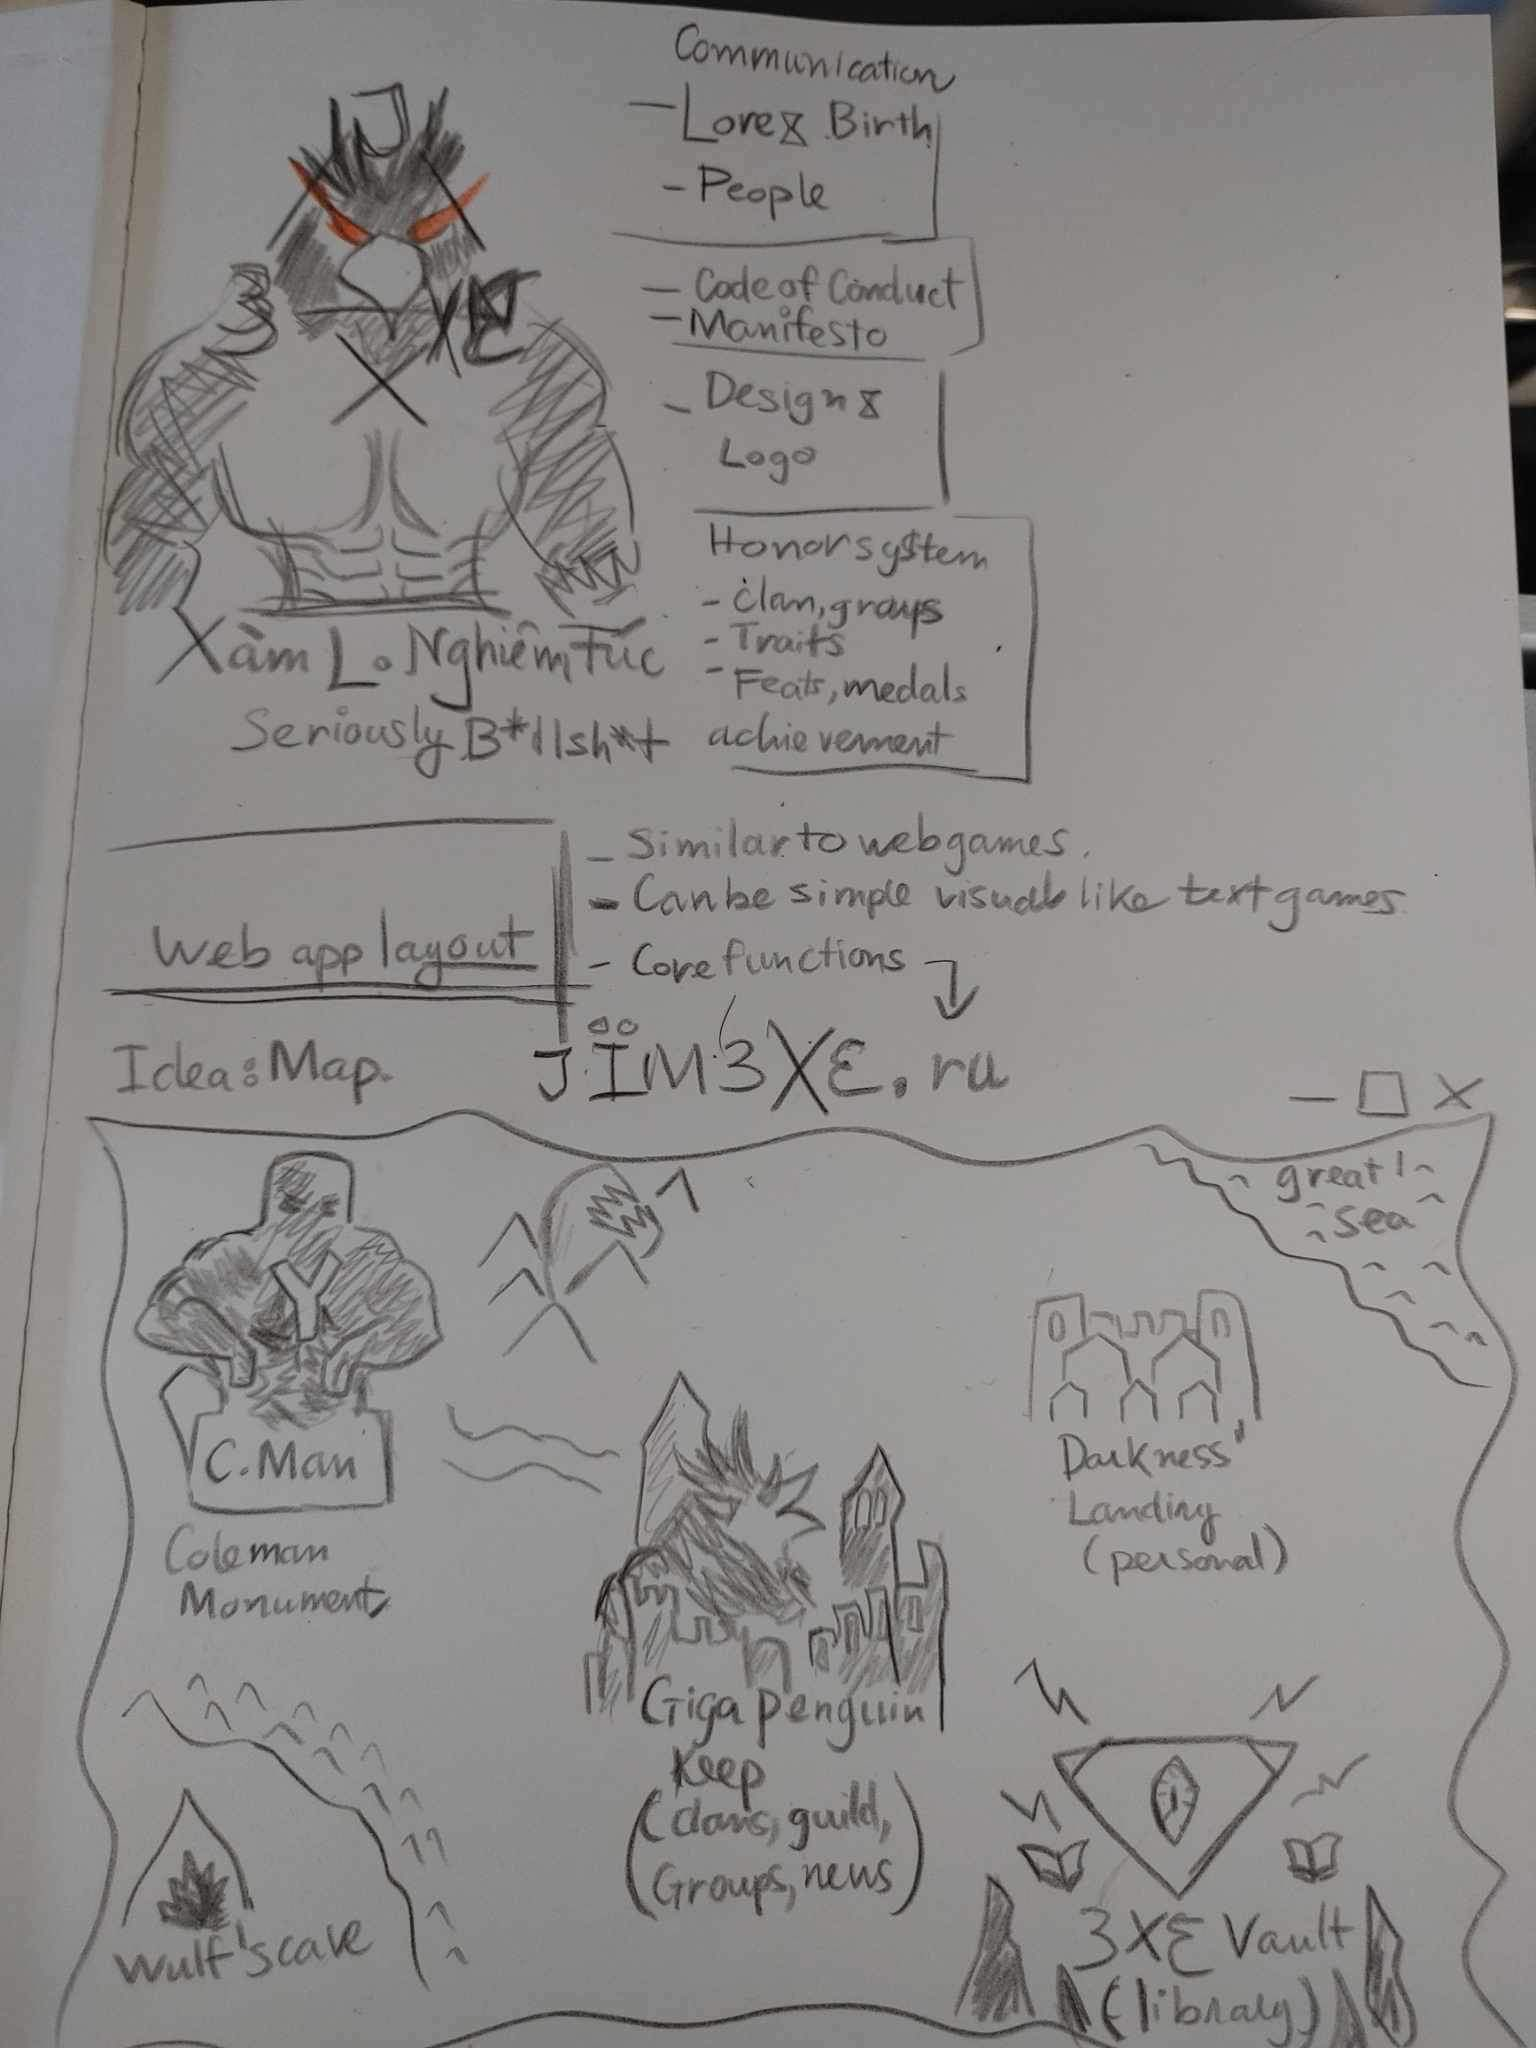 J
3 X E
Xàm L. Nghiêm Túc
Seriously B*llsh*t
Communication
- Lore & Birth
- People
- Code of Conduct
- Manifesto
- Design &
Logo
Honor system
- Clan, groups
- Traits
- Feats, medals
achievement
Web app layout
- Similar to webgames.
- Can be simple visuals like text games.
- Core functions
Idea: Map.
JÏM3XE.ru
great
sea
Y
C. Man
Coleman
Monument
Darkness'
Landing
(personal)
Giga Penguin
Keep
(clans, guild,
Groups, news)
Wulf's cave
3XE Vault
(library)